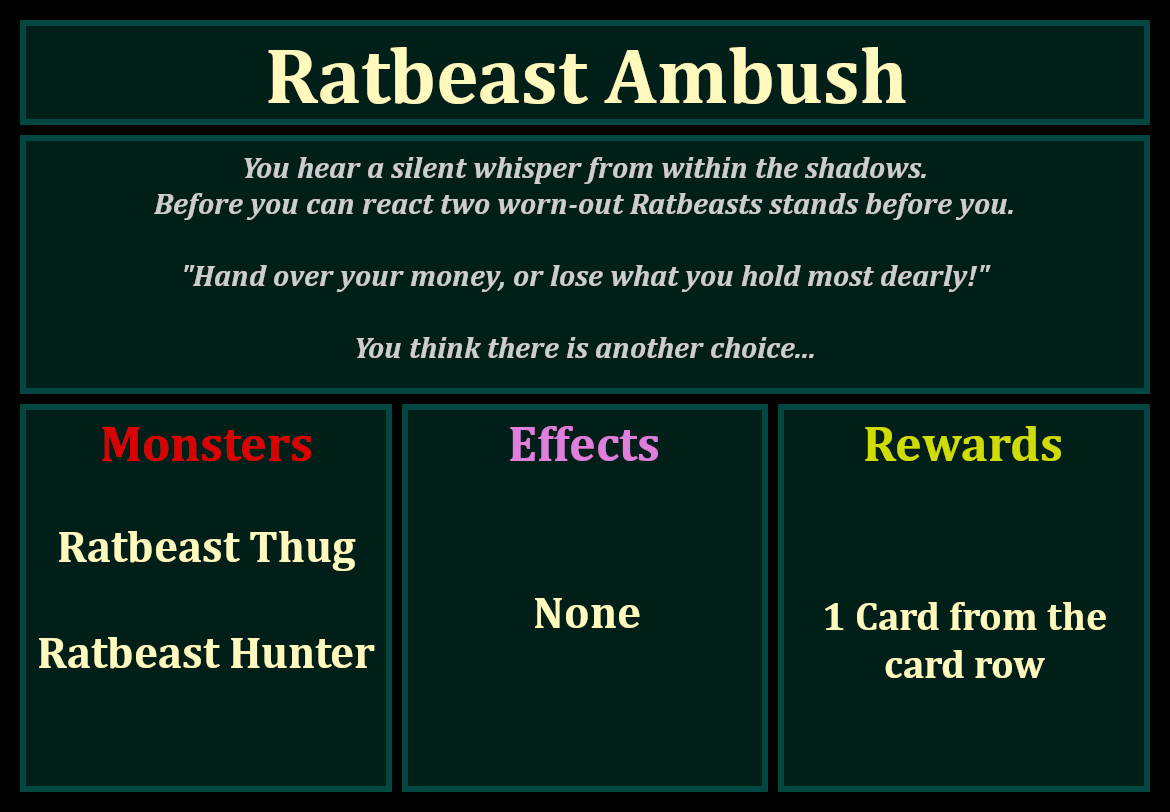 Ratbeast Ambush
You hear a silent whisper from within the shadows.
Before you can react two worn-out Ratbeasts stands before you.
"Hand over your money, or lose what you hold most dearly!"
You think there is another choice...
Monsters
Ratbeast Thug
Ratbeast Hunter
Effects
None
Rewards
1 Card from the
card row